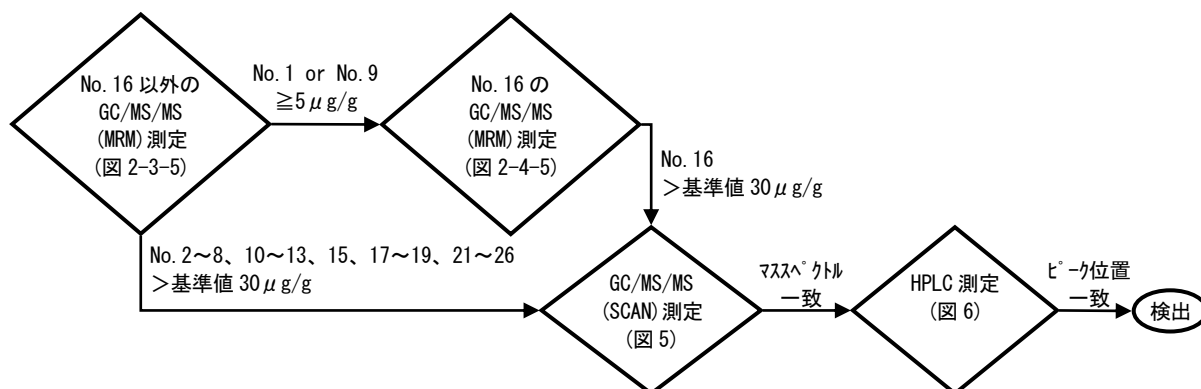 No.16 以外の
GC/MS/MS
(MRM)測定
(図 2-3-5)
No.1 or No.9
≧5μg/g
No.16 の
GC/MS/MS
(MRM)測定
(図 2-4-5)
No.16
＞基準値 30μg/g
No.2～8、10～13、15、17～19、21～26
＞基準値 30μg/g
GC/MS/MS
(SCAN)測定
(図 5)
ﾏｽｽﾍﾟｸﾄﾙ
一致
HPLC 測定
(図 6)
ﾋﾟｰｸ位置
一致
検出